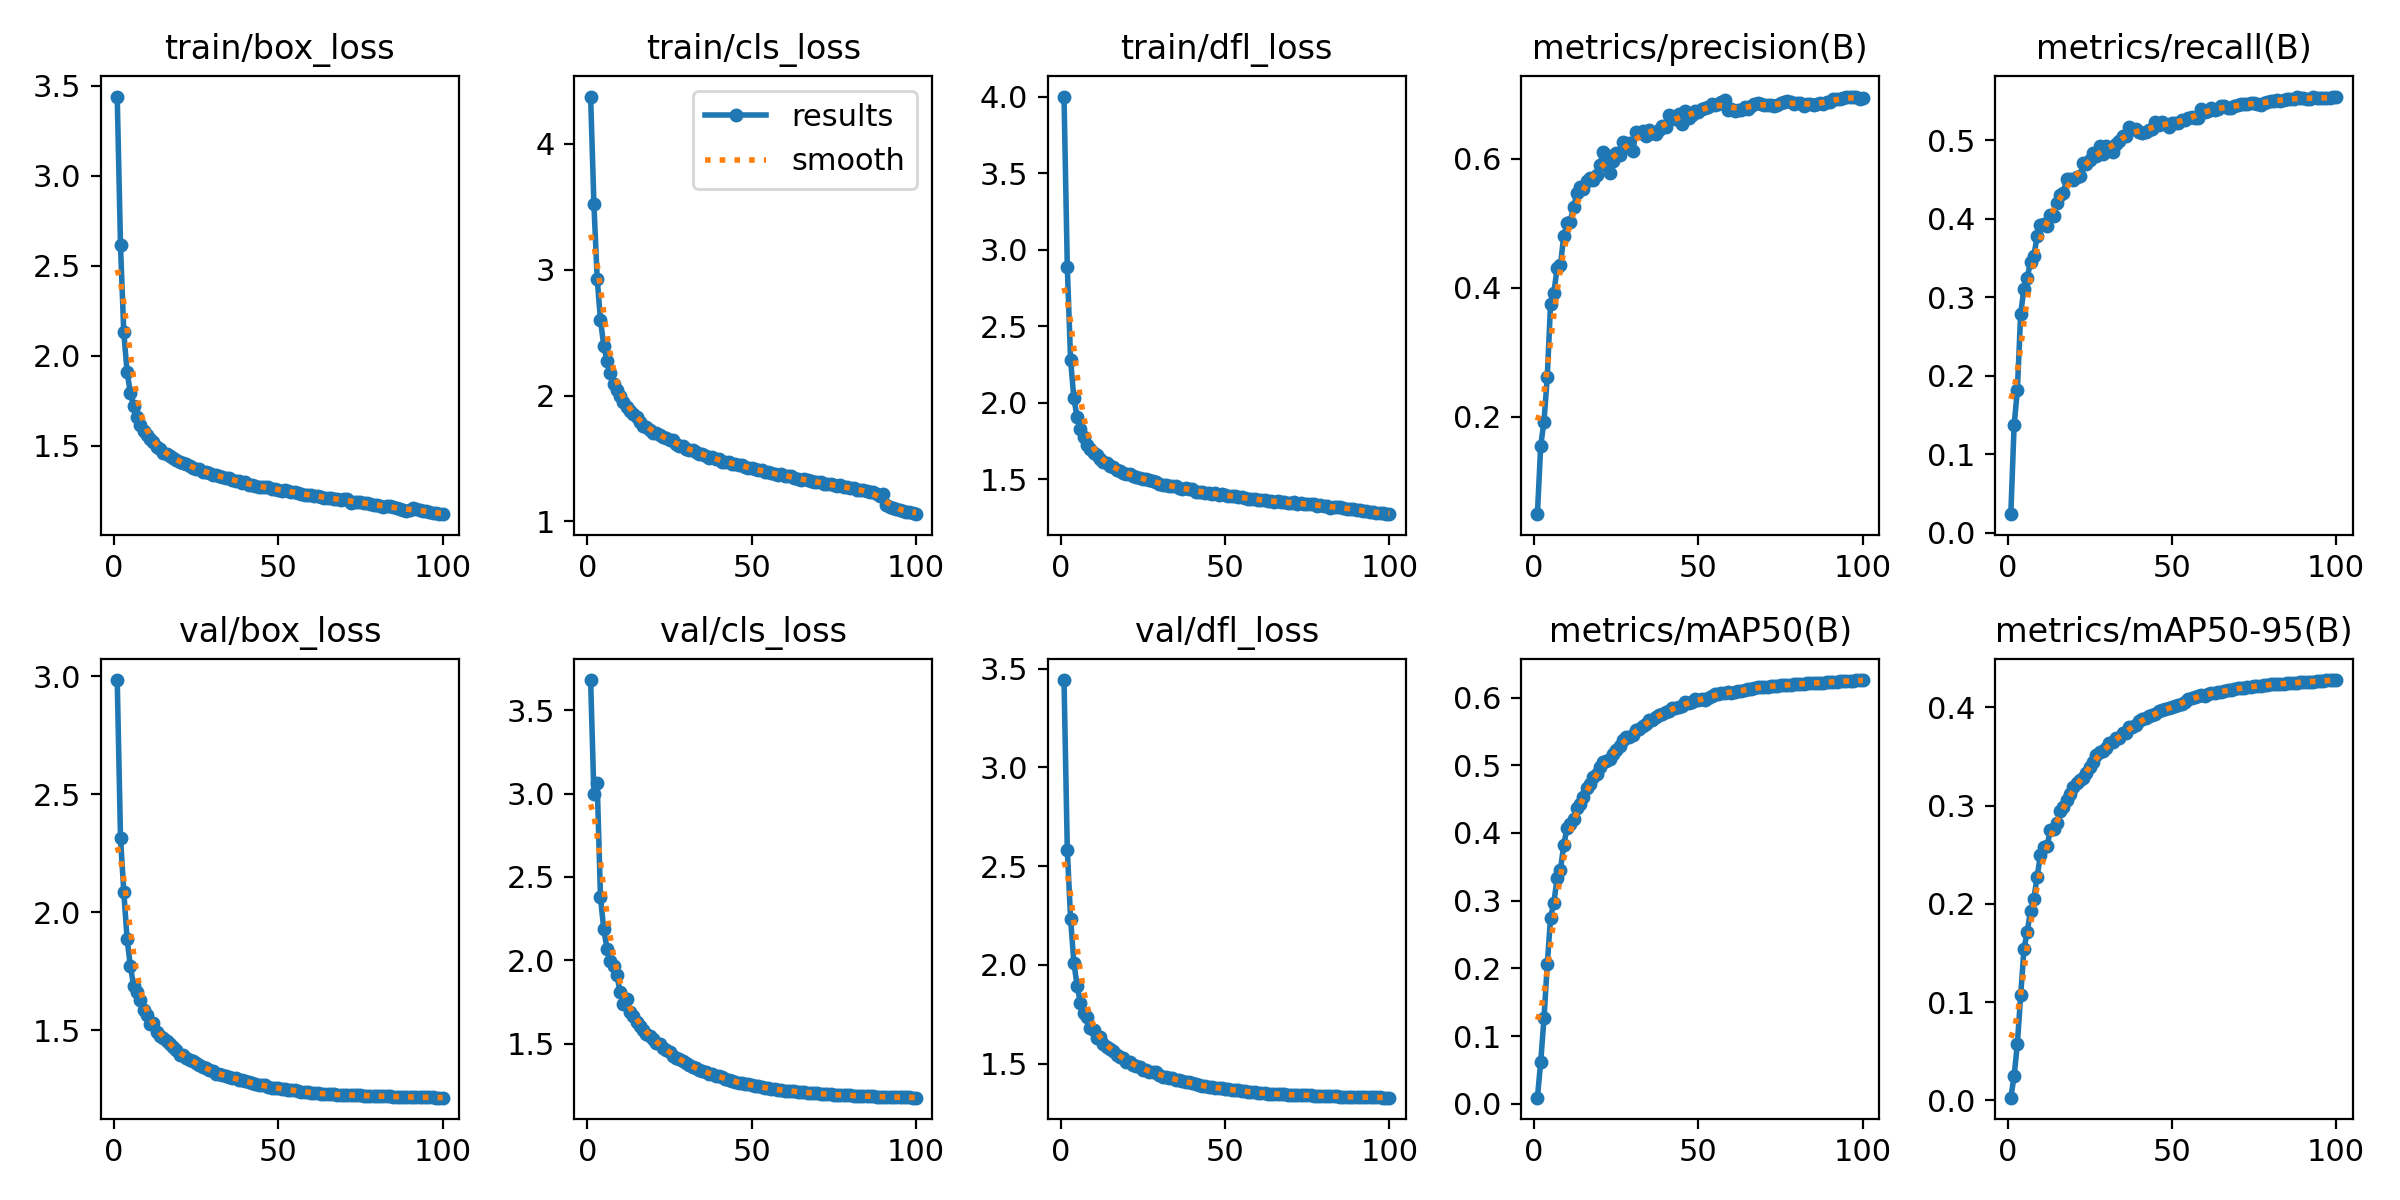 train/box_loss
3.5
3.0
2.5
2.0
1.5
0 50 100
train/cls_loss
results
smooth
4
3
2
1
0 50 100
train/dfl_loss
4.0
3.5
3.0
2.5
2.0
1.5
0 50 100
metrics/precision(B)
0.6
0.4
0.2
0 50 100
metrics/recall(B)
0.5
0.4
0.3
0.2
0.1
0.0
0 50 100
val/box_loss
3.0
2.5
2.0
1.5
0 50 100
val/cls_loss
3.5
3.0
2.5
2.0
1.5
0 50 100
val/dfl_loss
3.5
3.0
2.5
2.0
1.5
0 50 100
metrics/mAP50(B)
0.6
0.5
0.4
0.3
0.2
0.1
0.0
0 50 100
metrics/mAP50-95(B)
0.4
0.3
0.2
0.1
0.0
0 50 100